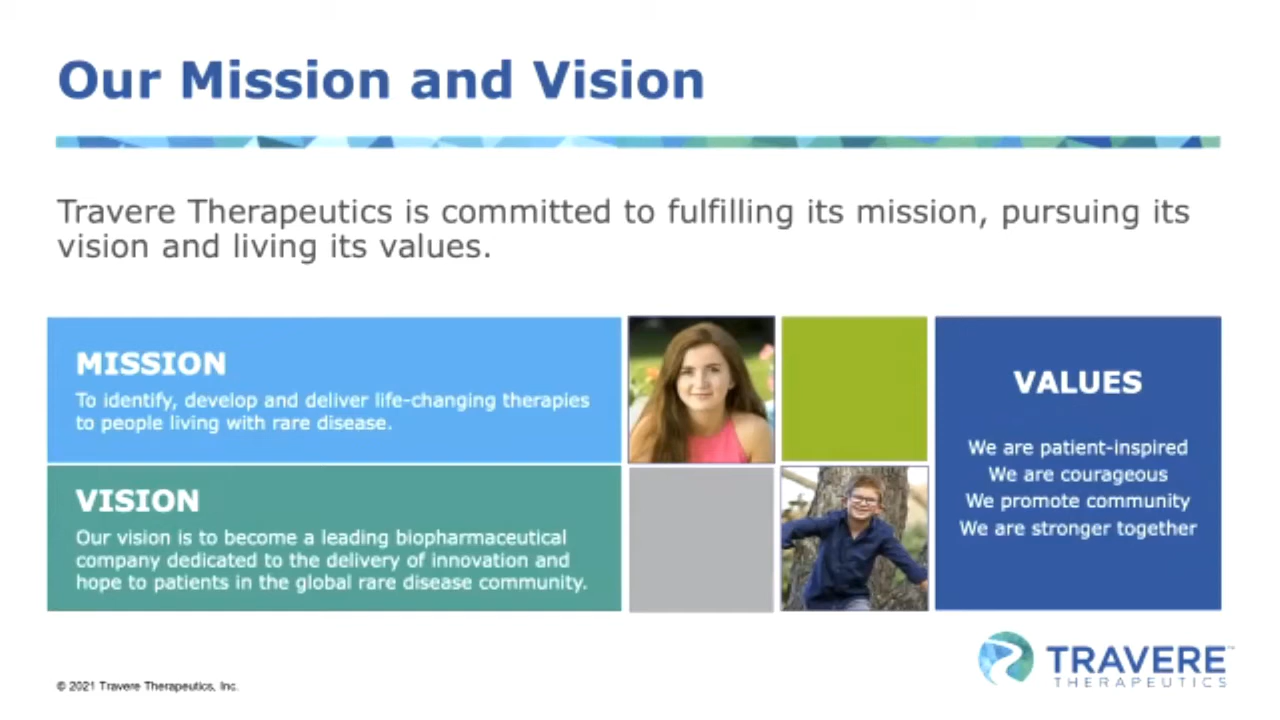 Our Mission and Vision
Travere Therapeutics is committed to fulfilling its mission, pursuing its
vision and living its values.
MISSION
To identify, develop and deliver life-changing therapies
to people living with rare disease.
VISION
Our vision is to become a leading biopharmaceutical
company dedicated to the delivery of innovation and
hope to patients in the global rare disease community.
VALUES
We are patient-inspired
We are courageous
We promote community
We are stronger together
© 2021 Travere Therapeutics, Inc.
TRAVERE™
THERAPEUTICS